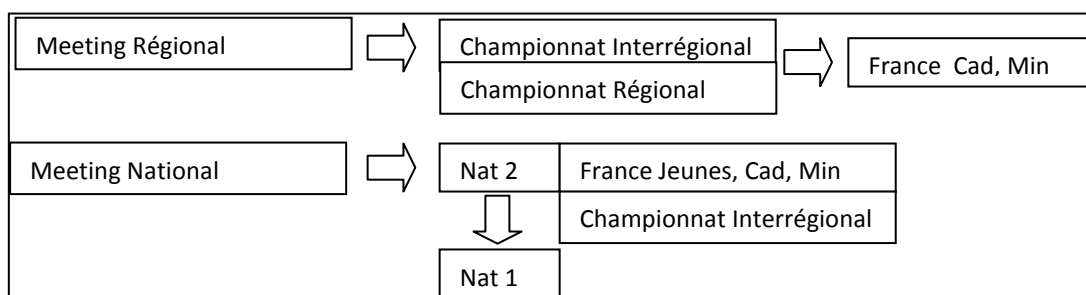 Meeting Régional
Championnat Interrégional
Championnat Régional
France Cad, Min
Meeting National
Nat 2
France Jeunes, Cad, Min
Championnat Interrégional
Nat 1